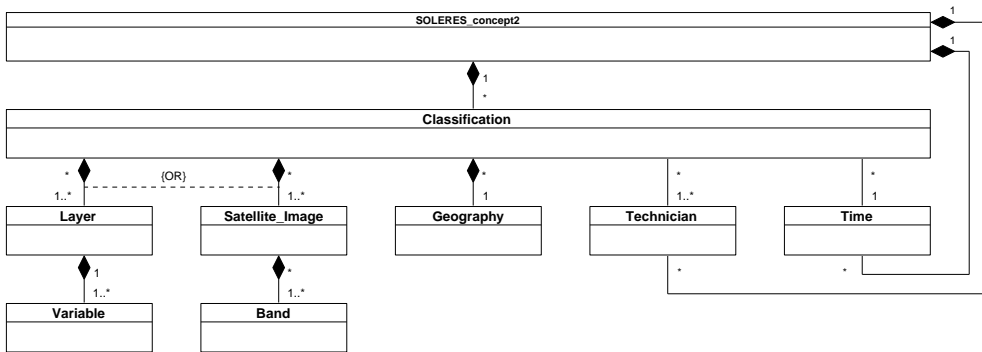 SOLERES_concept2
1
1
1
*
Classification
* * * * *
{OR}
1..* 1..* 1 1..* 1
Layer Satellite_Image Geography Technician Time
1 * * *
1..* 1..*
Variable Band